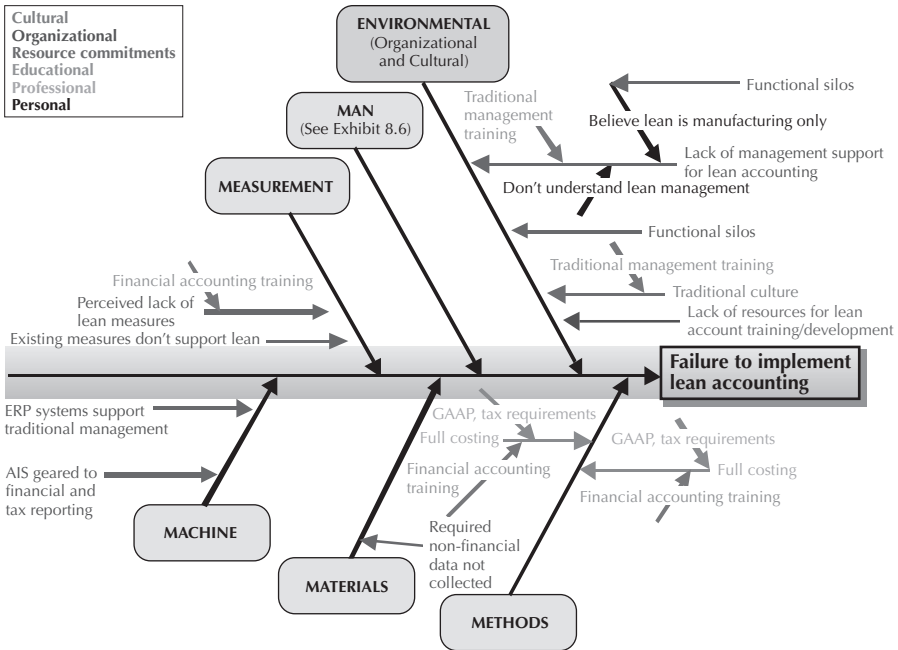 Cultural
Organizational
Resource commitments
Educational
Professional
Personal
ENVIRONMENTAL
(Organizational
and Cultural)
MAN
(See Exhibit 8.6)
MEASUREMENT
Traditional
management
training
Functional silos
Believe lean is manufacturing only
Lack of management support
for lean accounting
Don't understand lean management
Functional silos
Traditional management training
Traditional culture
Lack of resources for lean
account training/development
Financial accounting training
Perceived lack of
lean measures
Existing measures don't support lean
Failure to implement
lean accounting
ERP systems support
traditional management
AIS geared to
financial and
tax reporting
MACHINE
GAAP, tax requirements
Full costing
Financial accounting
training
Required
non-financial
data not
collected
MATERIALS
GAAP, tax requirements
Full costing
Financial accounting training
METHODS